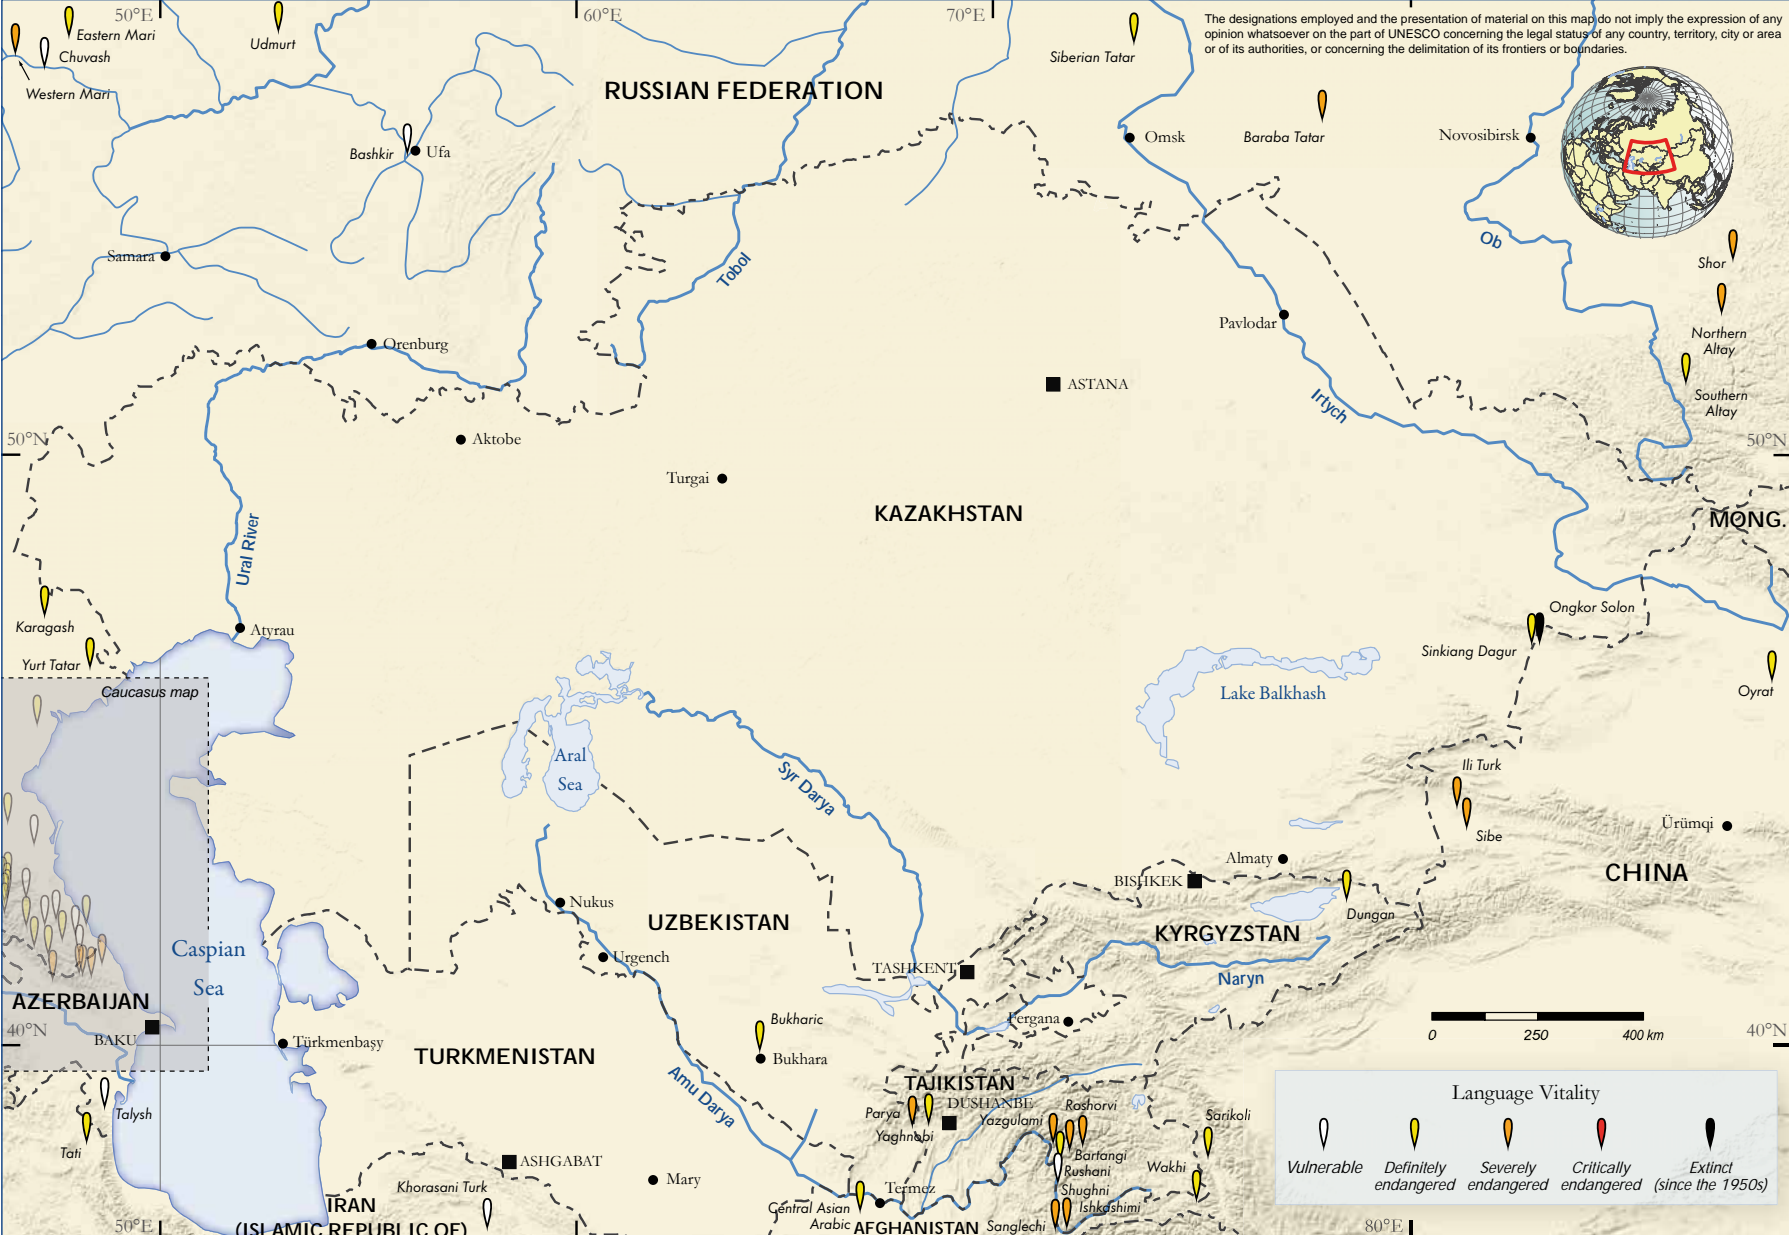 50°E
60°E
70°E
The designations employed and the presentation of material on this map do not imply the expression of any
opinion whatsoever on the part of UNESCO concerning the legal status of any country, territory, city or area
or of its authorities, or concerning the delimitation of its frontiers or boundaries.
Eastern Mari
Chuvash
Western Mari
Udmurt
Siberian Tatar
RUSSIAN FEDERATION
Baraba Tatar
Omsk
Novosibirsk
Bashkir
Ufa
Samara
Tobol
Ob
Shor
Orenburg
Pavlodar
Northern
Altay
ASTANA
Irtych
Southern
Altay
50°N
Aktobe
50°N
Turgai
KAZAKHSTAN
MONG.
Ural River
Karagash
Atyrau
Yurt Tatar
Ongkor Solon
Sinkiang Dagur
Oyrat
Caucasus map
Lake Balkhash
Aral
Sea
Syr Darya
Ili Turk
Sibe
Ürümqi
Almaty
BISHKEK
CHINA
Nukus
UZBEKISTAN
Dungan
KYRGYZSTAN
Caspian
Sea
Urgench
TASHKENT
Naryn
AZERBAIJAN
BAKU
40°N
Türkmenbaşy
Fergana
0
250
400 km
40°N
Bukharic
Bukhara
TURKMENISTAN
Amu Darya
TAJIKISTAN
DUSHANBE
Parya
Yaghnobi
Yazgulami
Roshorvi
Bartangi
Rushani
Shughni
Ishkashimi
Sanglechi
Sarikoli
Wakhi
Talysh
Tati
ASHGABAT
Mary
Khorasani Turk
Termez
Central Asian
Arabic
AFGHANISTAN
IRAN
(ISLAMIC REPUBLIC OF)
50°E
80°E
Language Vitality
Vulnerable
Definitely
endangered
Severely
endangered
Critically
endangered
Extinct
(since the 1950s)